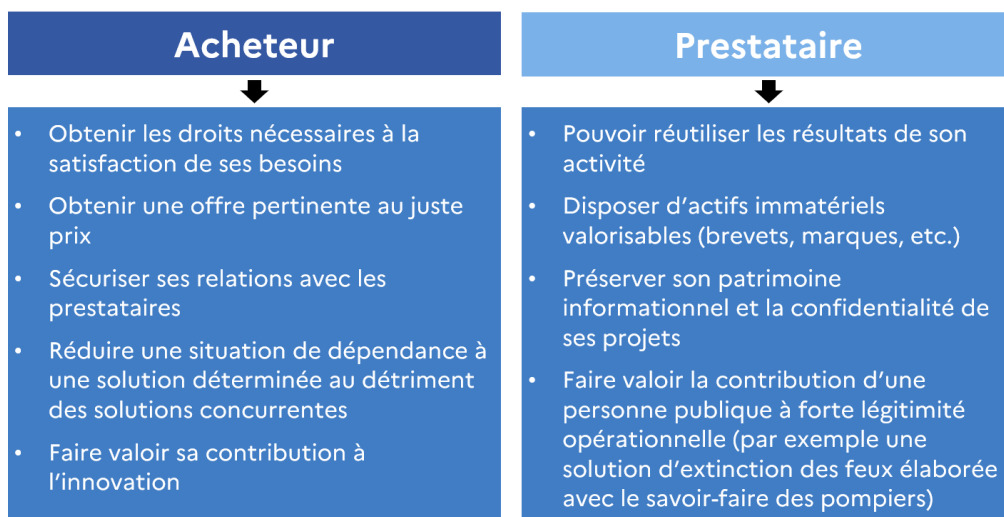 Acheteur
• Obtenir les droits nécessaires à la
satisfaction de ses besoins
• Obtenir une offre pertinente au juste
prix
• Sécuriser ses relations avec les
prestataires
• Réduire une situation de dépendance à
une solution déterminée au détriment
des solutions concurrentes
• Faire valoir sa contribution à
l'innovation
Prestataire
• Pouvoir réutiliser les résultats de son
activité
• Disposer d'actifs immatériels
valorisables (brevets, marques, etc.)
• Préserver son patrimoine
informationnel et la confidentialité de
ses projets
• Faire valoir la contribution d'une
personne publique à forte légitimité
opérationnelle (par exemple une
solution d'extinction des feux élaborée
avec le savoir-faire des pompiers)